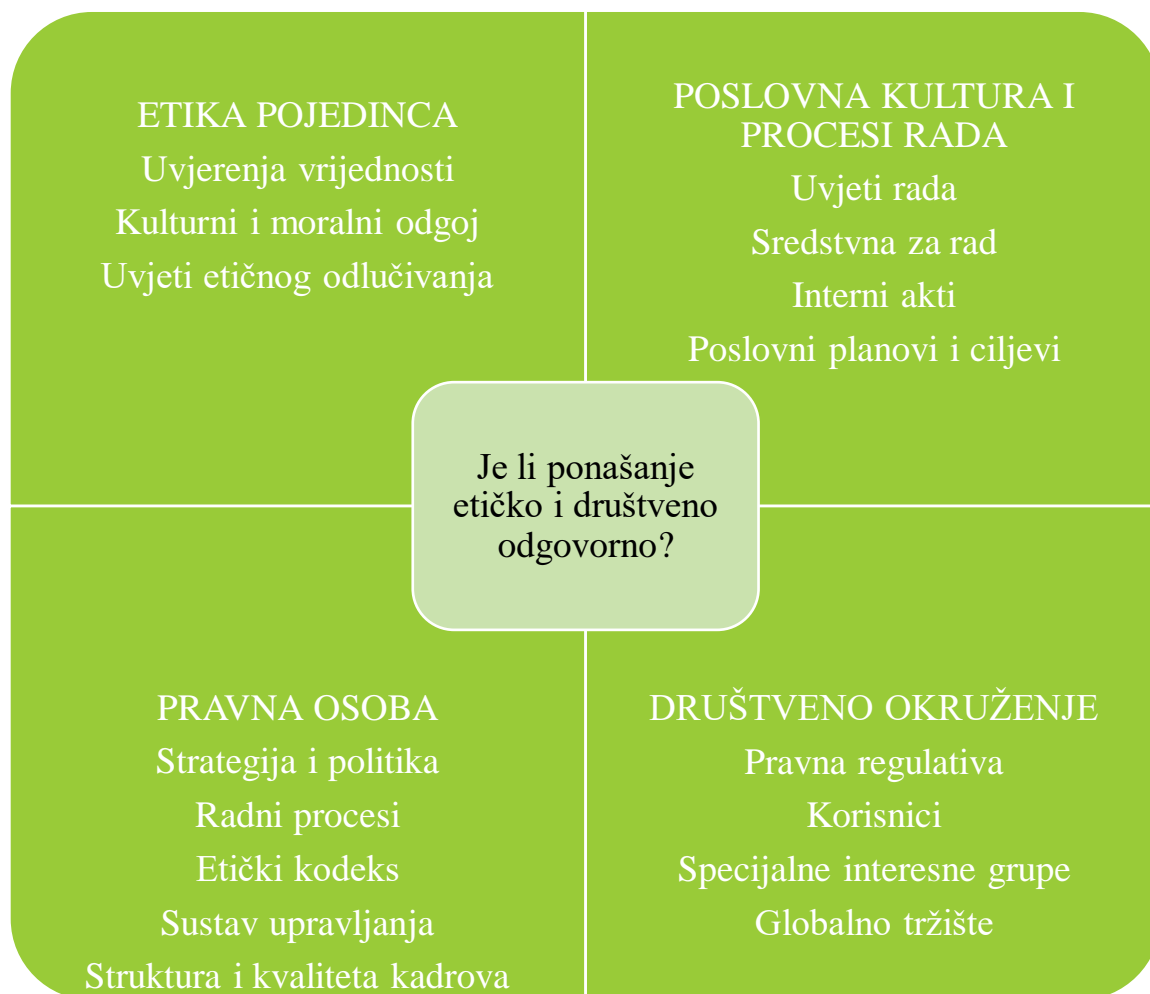 ETIKA POJEDINCA
Uvjerenja vrijednosti
Kulturni i moralni odgoj
Uvjeti etičnog odlučivanja
POSLOVNA KULTURA I
PROCESI RADA
Uvjeti rada
Sredstvna za rad
Interni akti
Poslovni planovi i ciljevi
Je li ponašanje
etičko i društveno
odgovorno?
PRAVNA OSOBA
Strategija i politika
Radni procesi
Etički kodeks
Sustav upravljanja
Struktura i kvaliteta kadrova
DRUŠTVENO OKRUŽENJE
Pravna regulativa
Korisnici
Specijalne interesne grupe
Globalno tržište